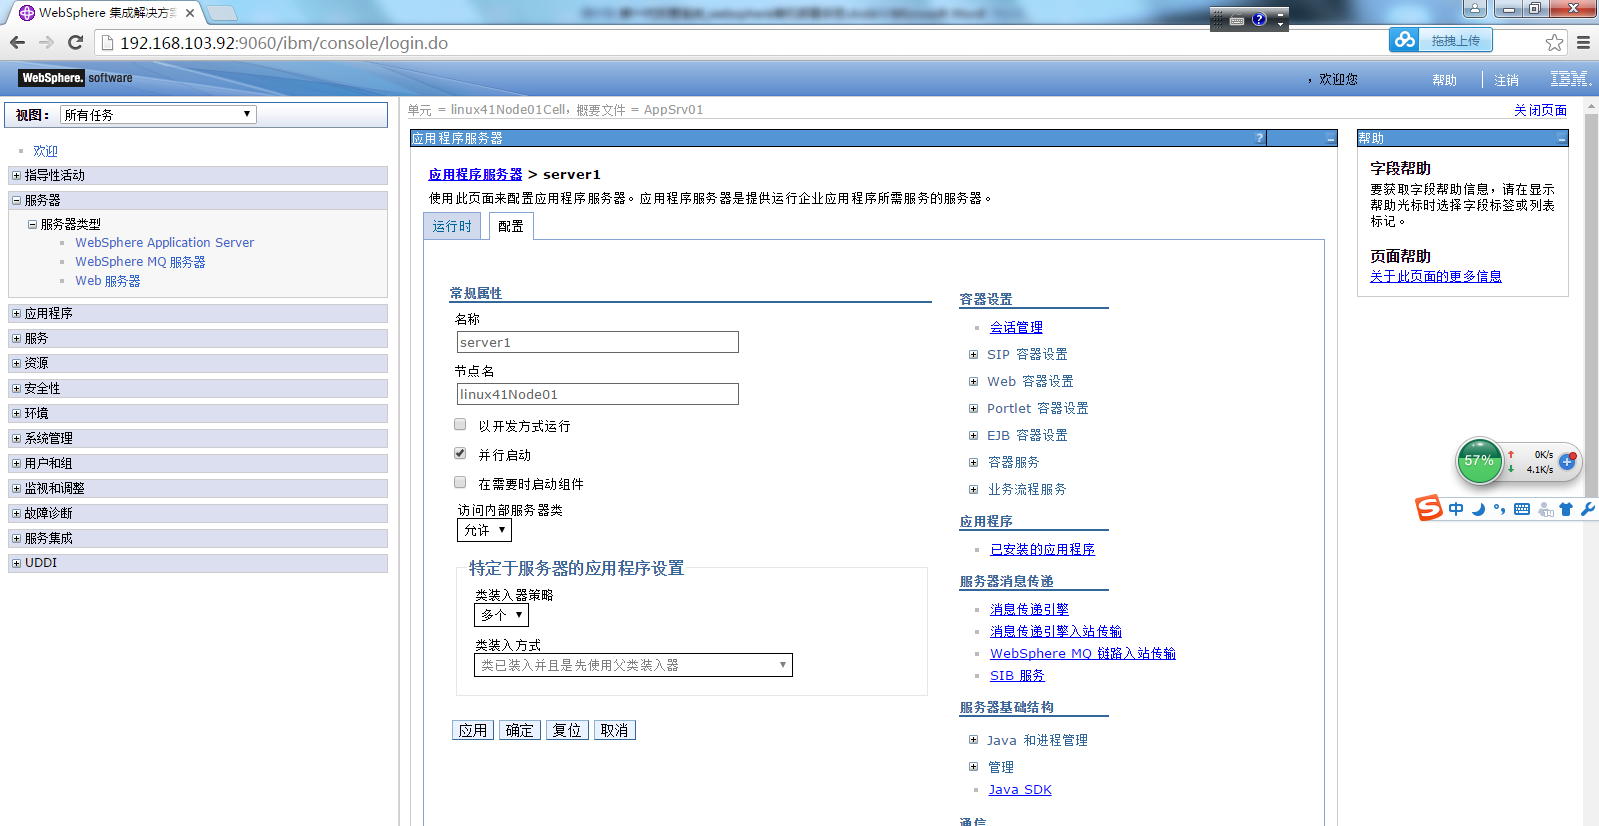 WebSphere 集成解决方案
192.168.103.92:9060/ibm/console/login.do
拖拽上传
WebSphere. software
，欢迎您
帮助
注销
IBM.
视图：
所有任务
欢迎
指导性活动
服务器
服务器类型
WebSphere Application Server
WebSphere MQ 服务器
Web 服务器
应用程序
服务
资源
安全性
环境
系统管理
用户和组
监视和调整
故障诊断
服务集成
UDDI
单元 = linux41Node01Cell，概要文件 = AppSrv01
关闭页面
应用程序服务器
?
应用程序服务器 > server1
使用此页面来配置应用程序服务器。应用程序服务器是提供运行企业应用程序所需服务的服务器。
运行时
配置
常规属性
名称
server1
节点名
linux41Node01
以开发方式运行
并行启动
在需要时启动组件
访问内部服务器类
允许
特定于服务器的应用程序设置
类装入器策略
多个
类装入方式
类已装入并且是先使用父类装入器
应用
确定
复位
取消
容器设置
会话管理
SIP 容器设置
Web 容器设置
Portlet 容器设置
EJB 容器设置
容器服务
业务流程服务
应用程序
已安装的应用程序
服务器消息传递
消息传递引擎
消息传递引擎入站传输
WebSphere MQ 链路入站传输
SIB 服务
服务器基础结构
Java 和进程管理
管理
Java SDK
通信
帮助
字段帮助
要获取字段帮助信息，请在显示
帮助光标时选择字段标签或列表
标记。
页面帮助
关于此页面的更多信息
57%
0K/s
4.1K/s
中